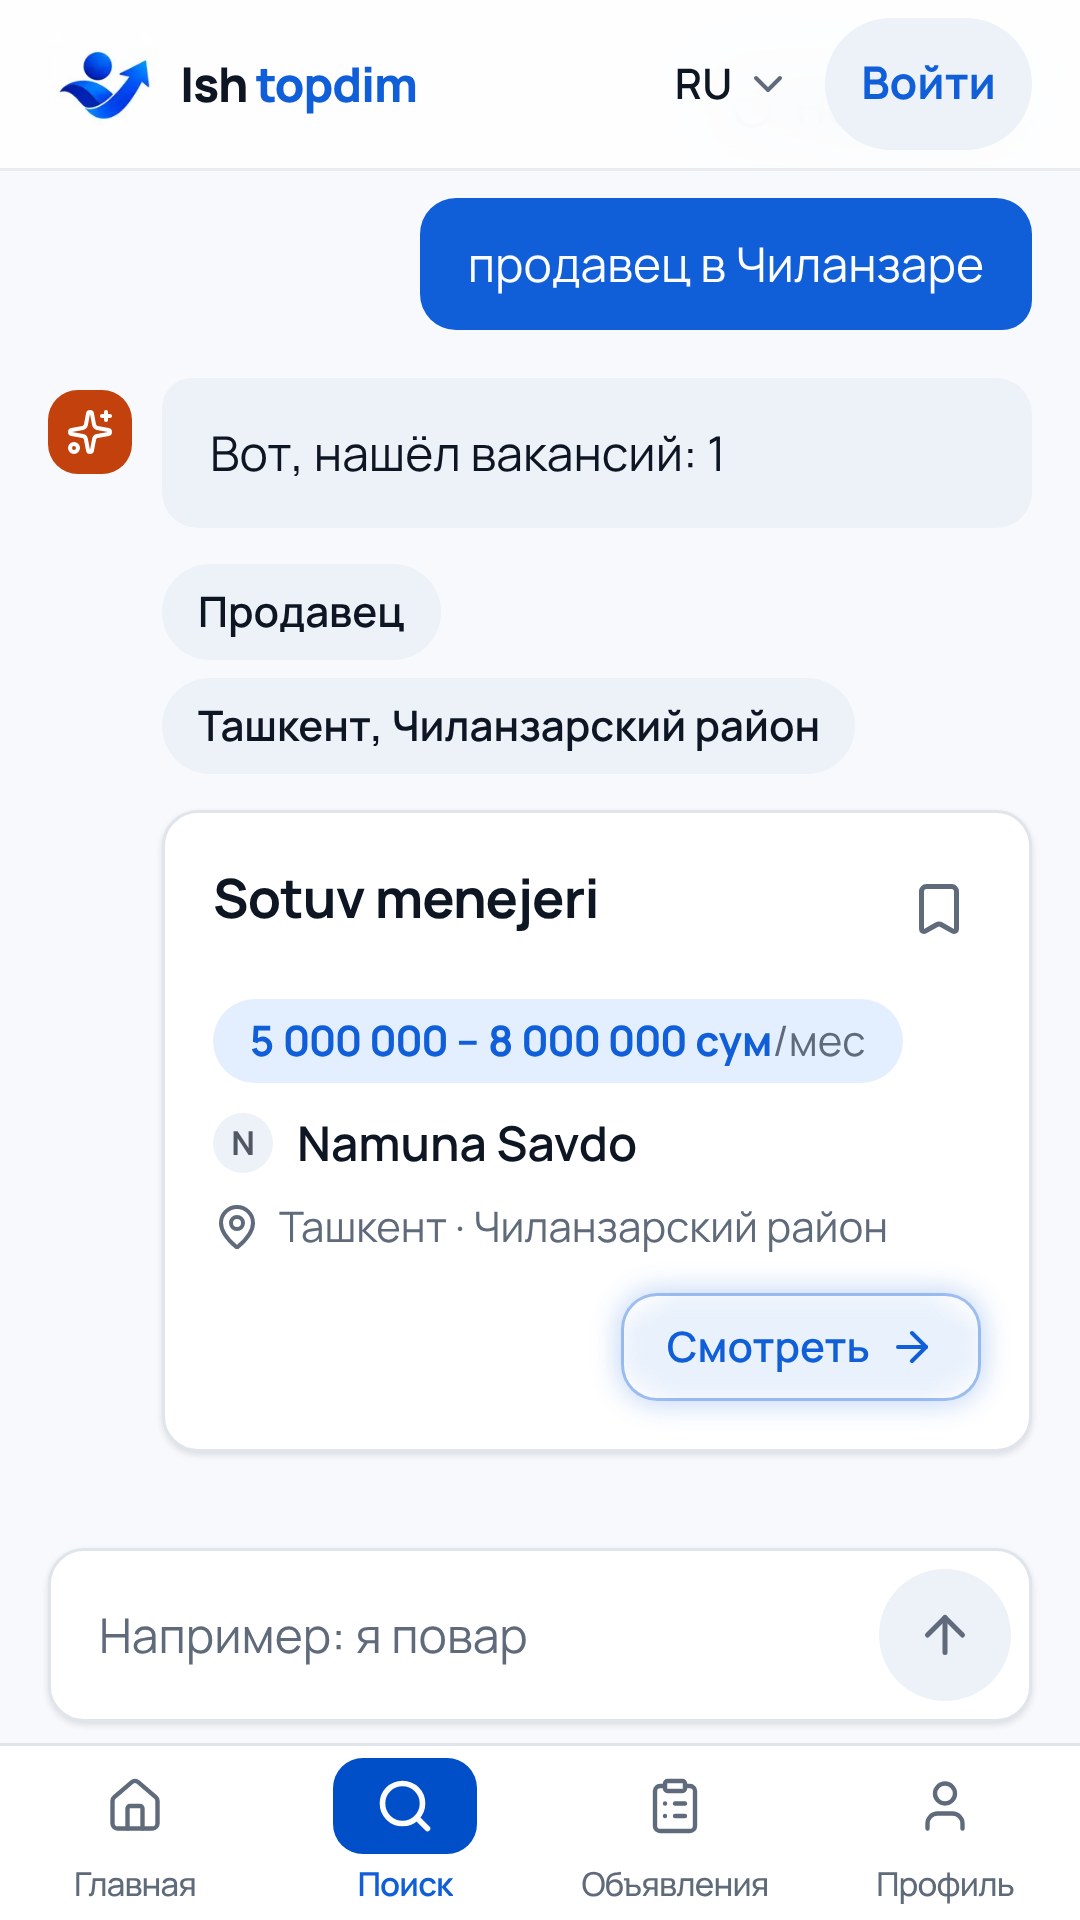 Ish topdim
RU
Войти
продавец в Чиланзаре
Вот, нашёл вакансий: 1
Продавец
Ташкент, Чиланзарский район
Sotuv menejeri
5 000 000 – 8 000 000 сум/мес
N Namuna Savdo
Ташкент · Чиланзарский район
Смотреть
Например: я повар
Главная
Поиск
Объявления
Профиль